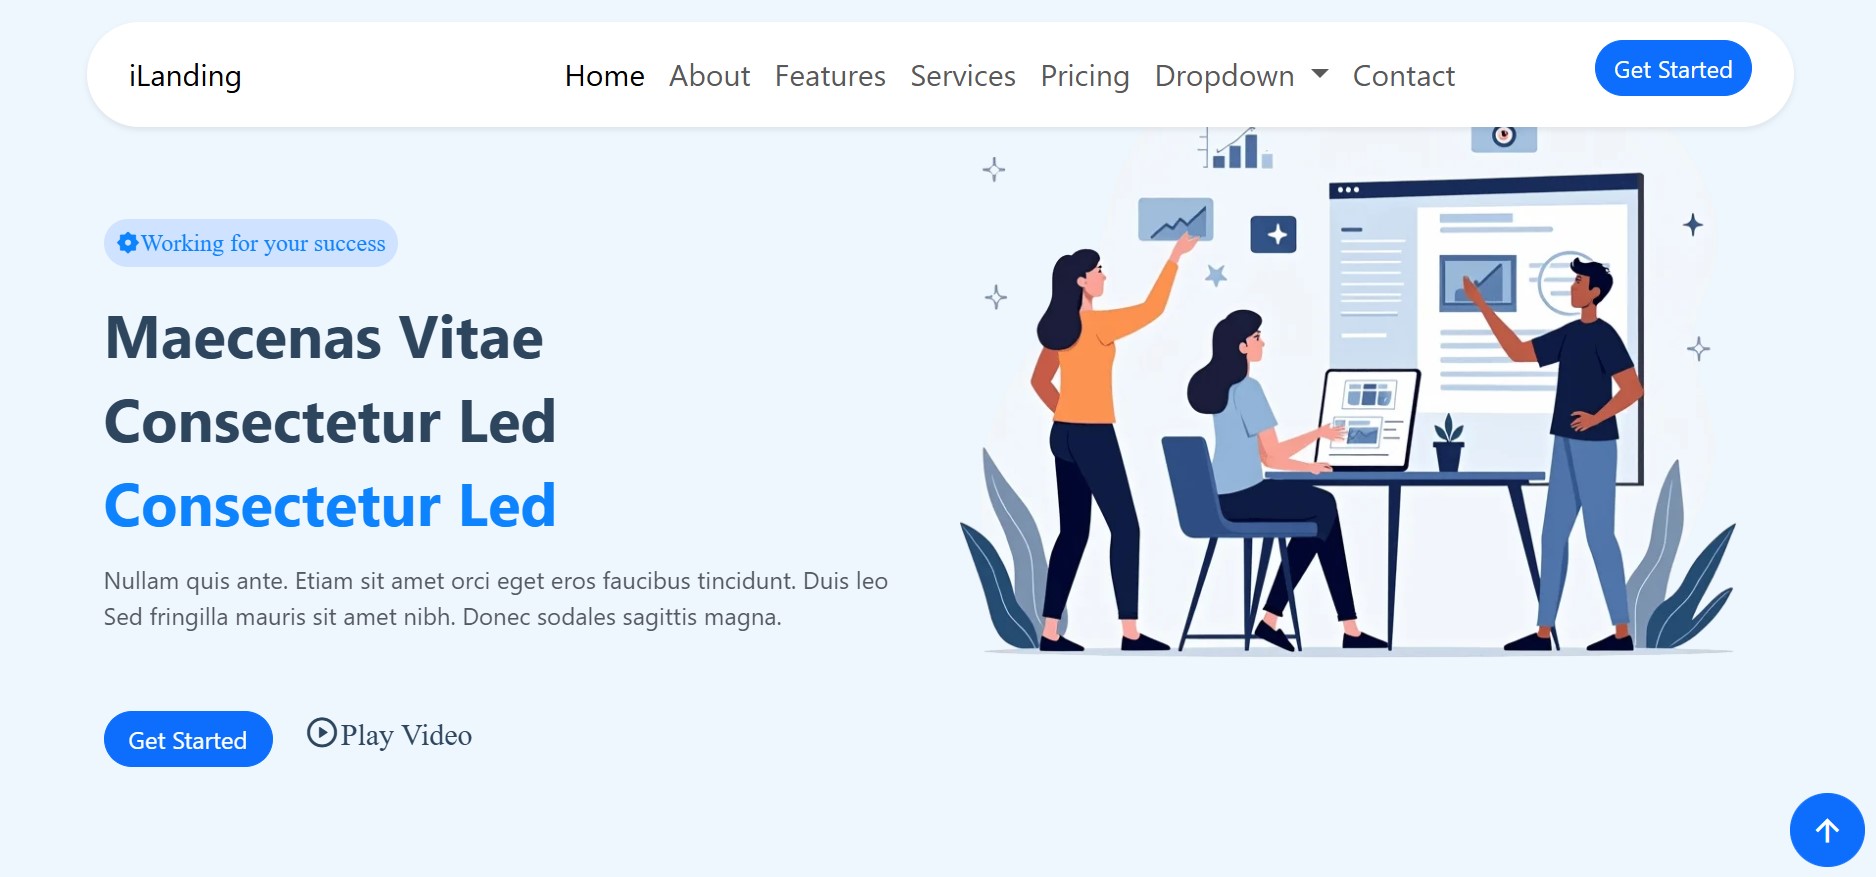 iLanding
Home About Features Services Pricing Dropdown Contact
Get Started
Working for your success
Maecenas Vitae
Consectetur Led
Consectetur Led
Nullam quis ante. Etiam sit amet orci eget eros faucibus tincidunt. Duis leo
Sed fringilla mauris sit amet nibh. Donec sodales sagittis magna.
Get Started
Play Video